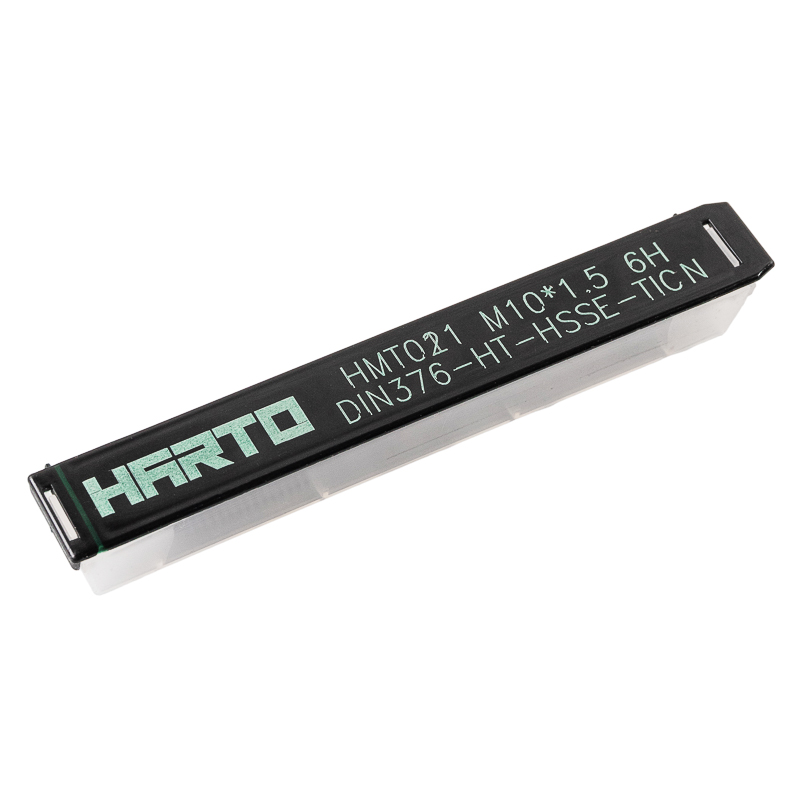 HARTO
HMT021 M10*1.5 6H
DIN376-HT-HSSE-TICN